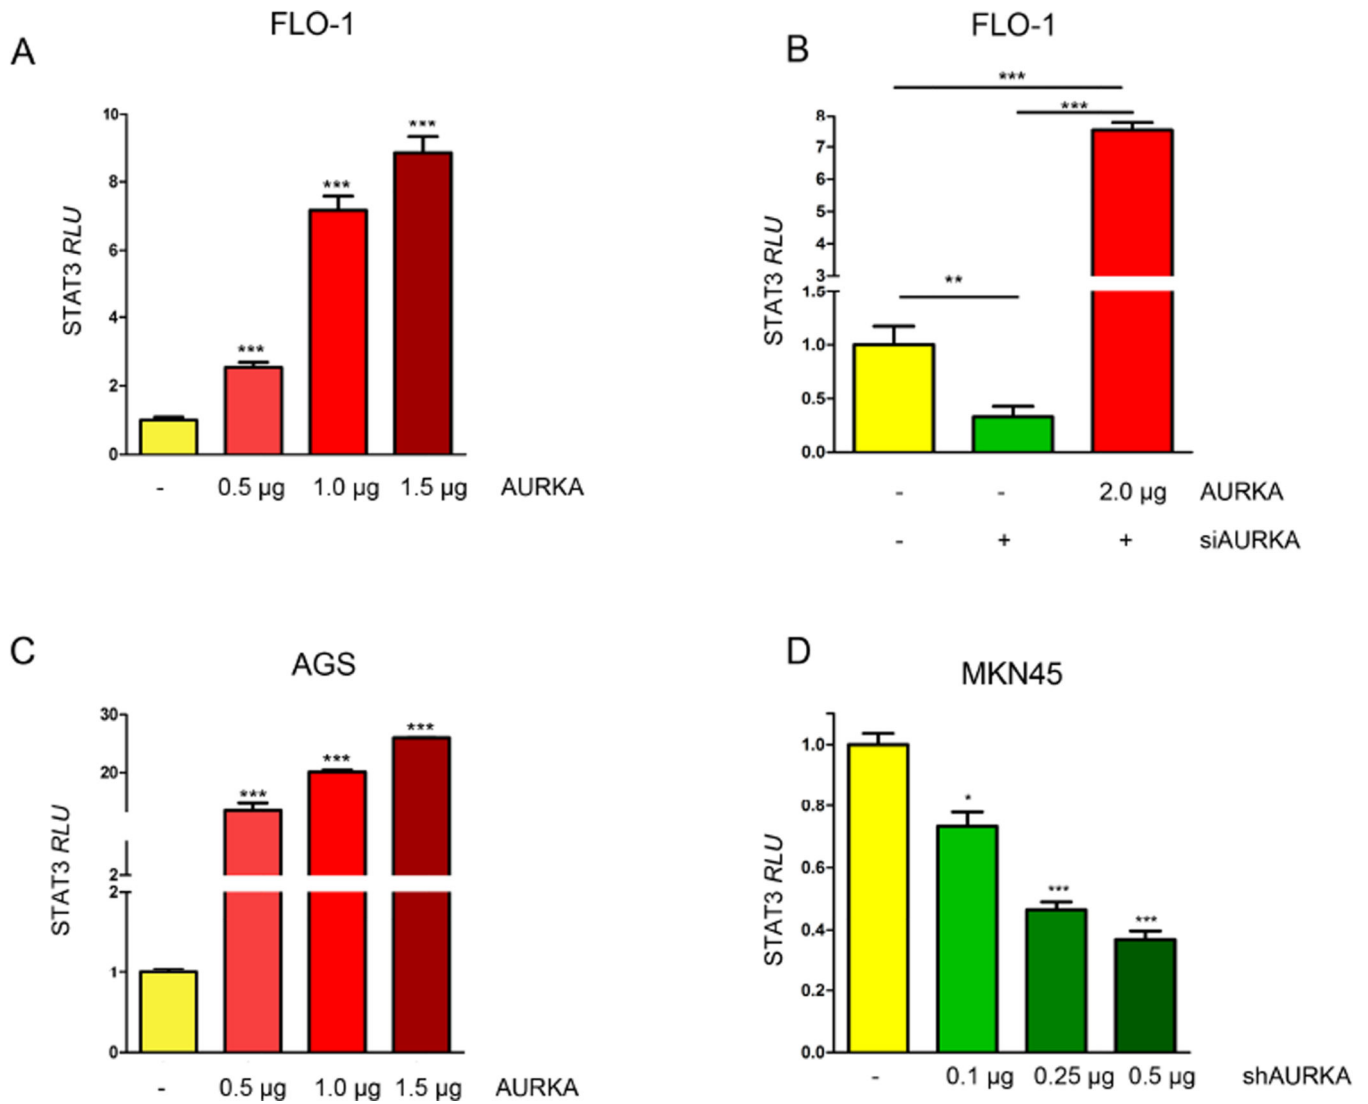 FLO-1
A
10
8
6
4
2
0
STAT3 RLU
***
***
***
- 0.5 µg 1.0 µg 1.5 µg AURKA
FLO-1
B
***
***
**
8
7
6
5
4
3
1.5
1.0
0.5
0.0
STAT3 RLU
- - 2.0 µg AURKA
- + + siAURKA
C
AGS
30
20
2
2
1
0
STAT3 RLU
***
***
***
- 0.5 µg 1.0 µg 1.5 µg AURKA
D
MKN45
1.0
0.8
0.6
0.4
0.2
0.0
STAT3 RLU
*
***
***
- 0.1 µg 0.25 µg 0.5 µg shAURKA